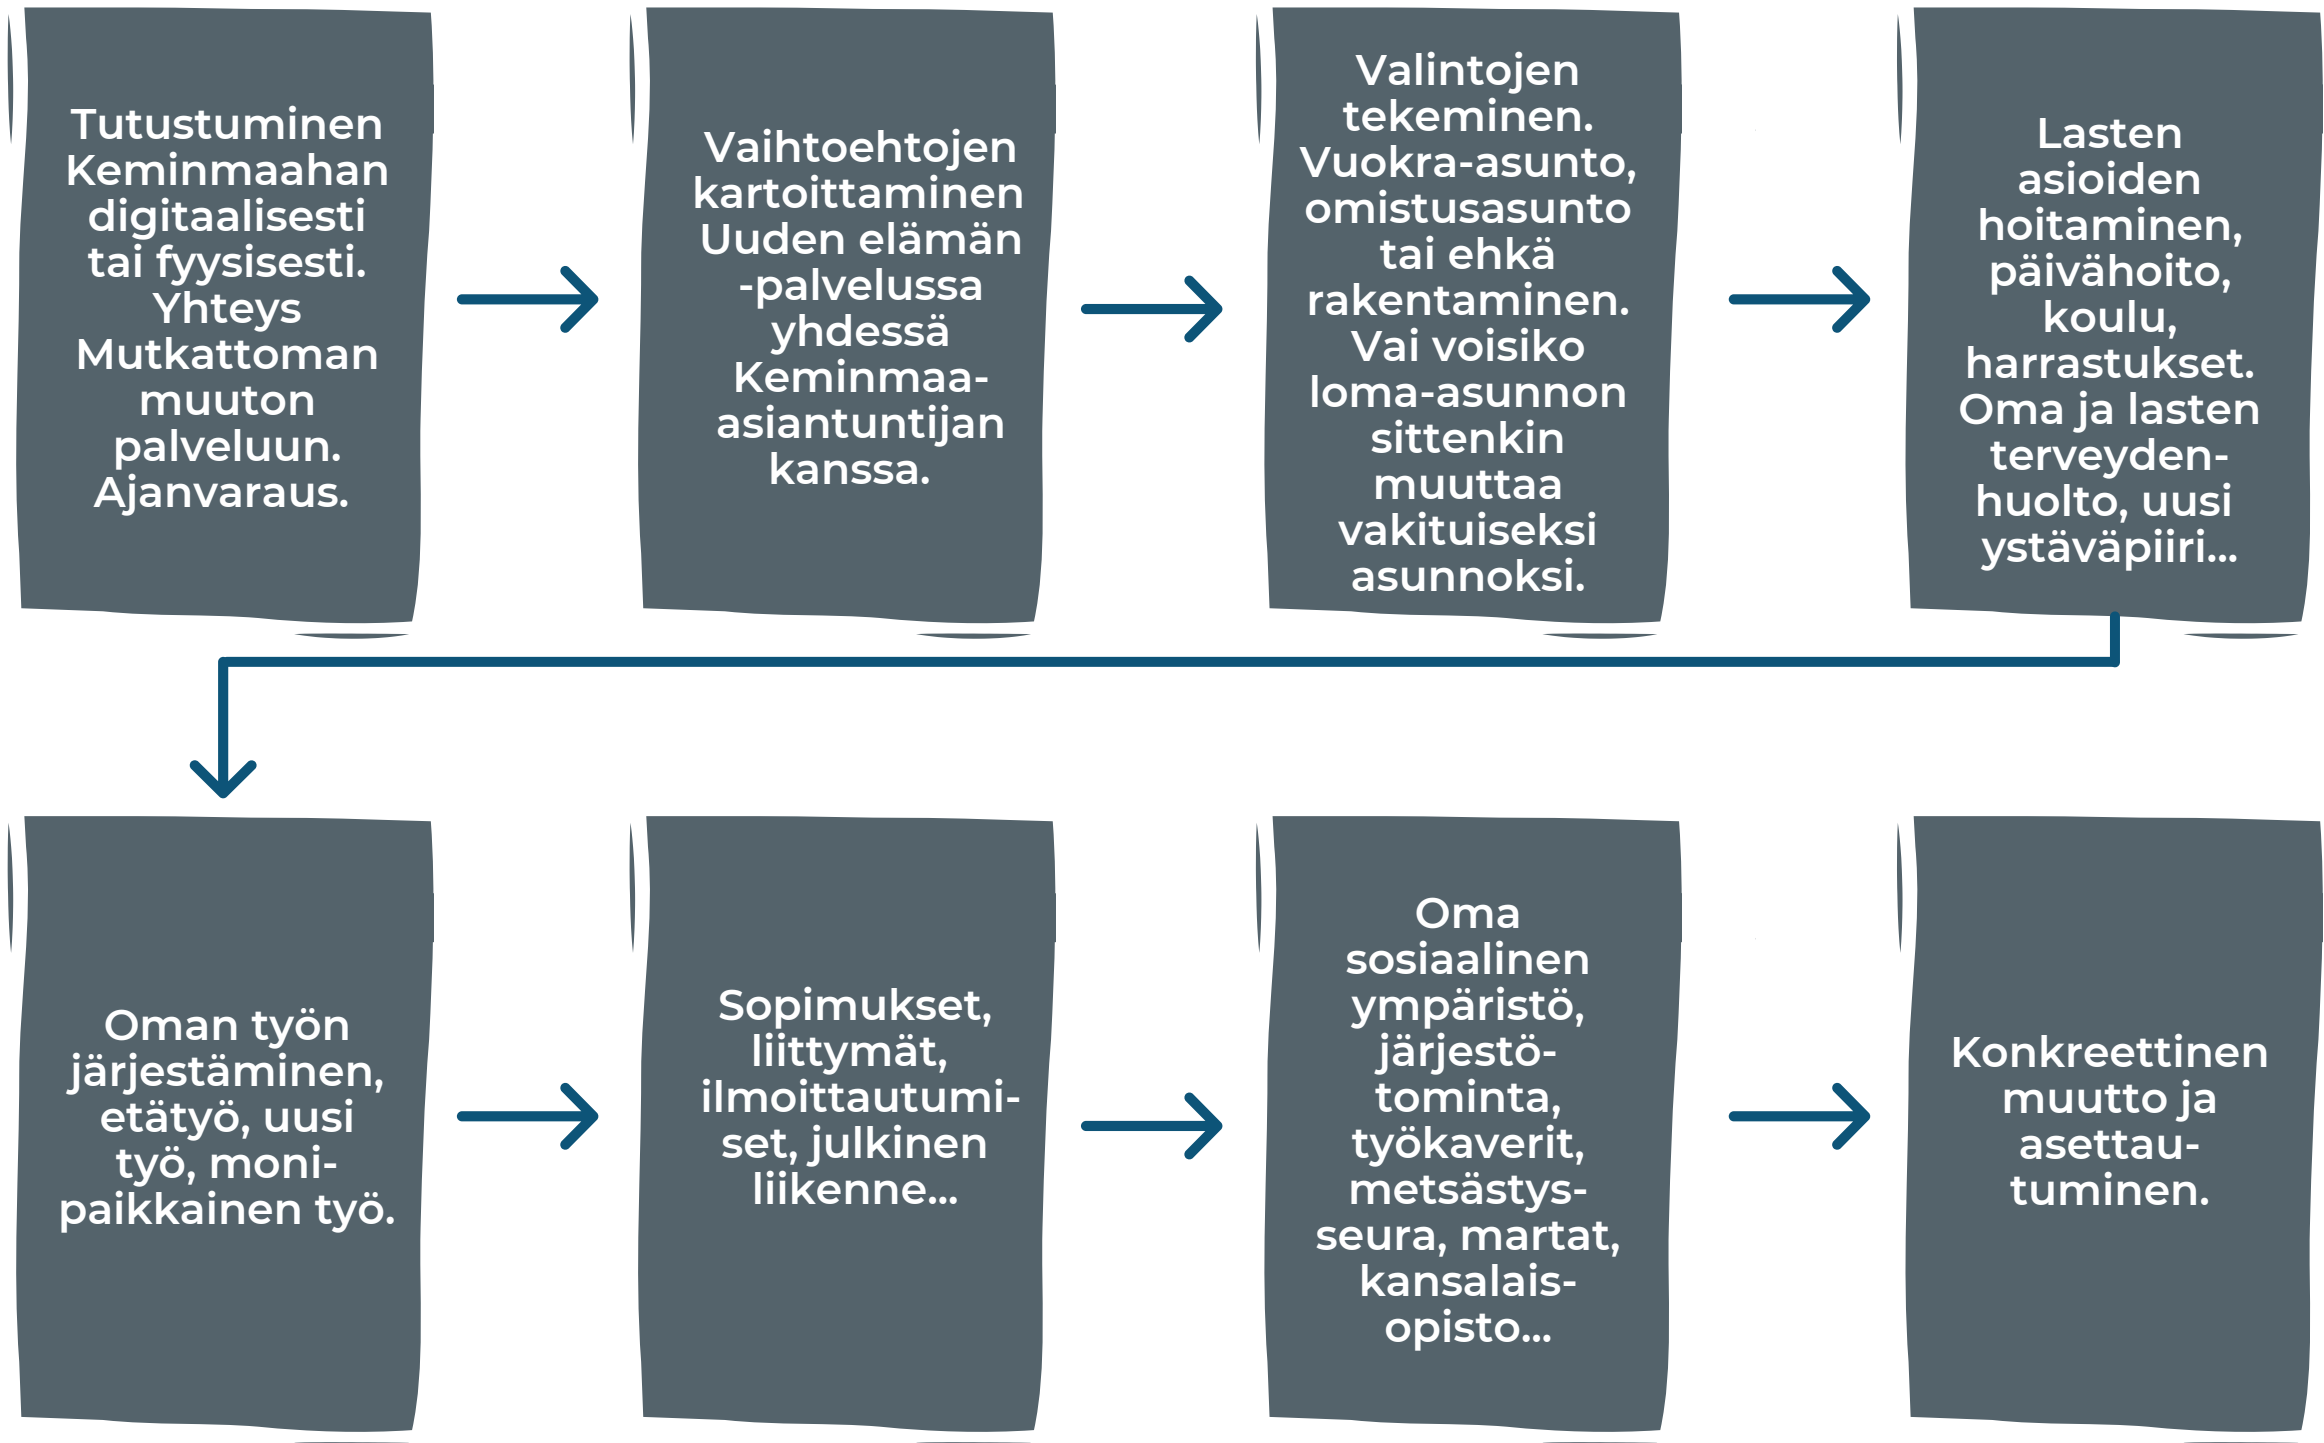 Tutustuminen
Keminmaahan
digitaalisesti
tai fyysisesti.
Yhteys
Mutkattoman
muuton
palveluun.
Ajanvaraus.
Vaihtoehtojen
kartoittaminen
Uuden elämän
-palvelussa
yhdessä
Keminmaa-
asiantuntijan
kanssa.
Valintojen
tekeminen.
Vuokra-asunto,
omistusasunto
tai ehkä
rakentaminen.
Vai voisiko
loma-asunnon
sittenkin
muuttaa
vakituiseksi
asunnoksi.
Lasten
asioiden
hoitaminen,
päivähoito,
koulu,
harrastukset.
Oma ja lasten
terveyden-
huolto, uusi
ystäväpiiri...
Oman työn
järjestäminen,
etätyö, uusi
työ, moni-
paikkainen työ.
Sopimukset,
liittymät,
ilmoittautumi-
set, julkinen
liikenne...
Oma
sosiaalinen
ympäristö,
järjestö-
tominta,
työkaverit,
metsästys-
seura, martat,
kansalais-
opisto...
Konkreettinen
muutto ja
asettau-
tuminen.